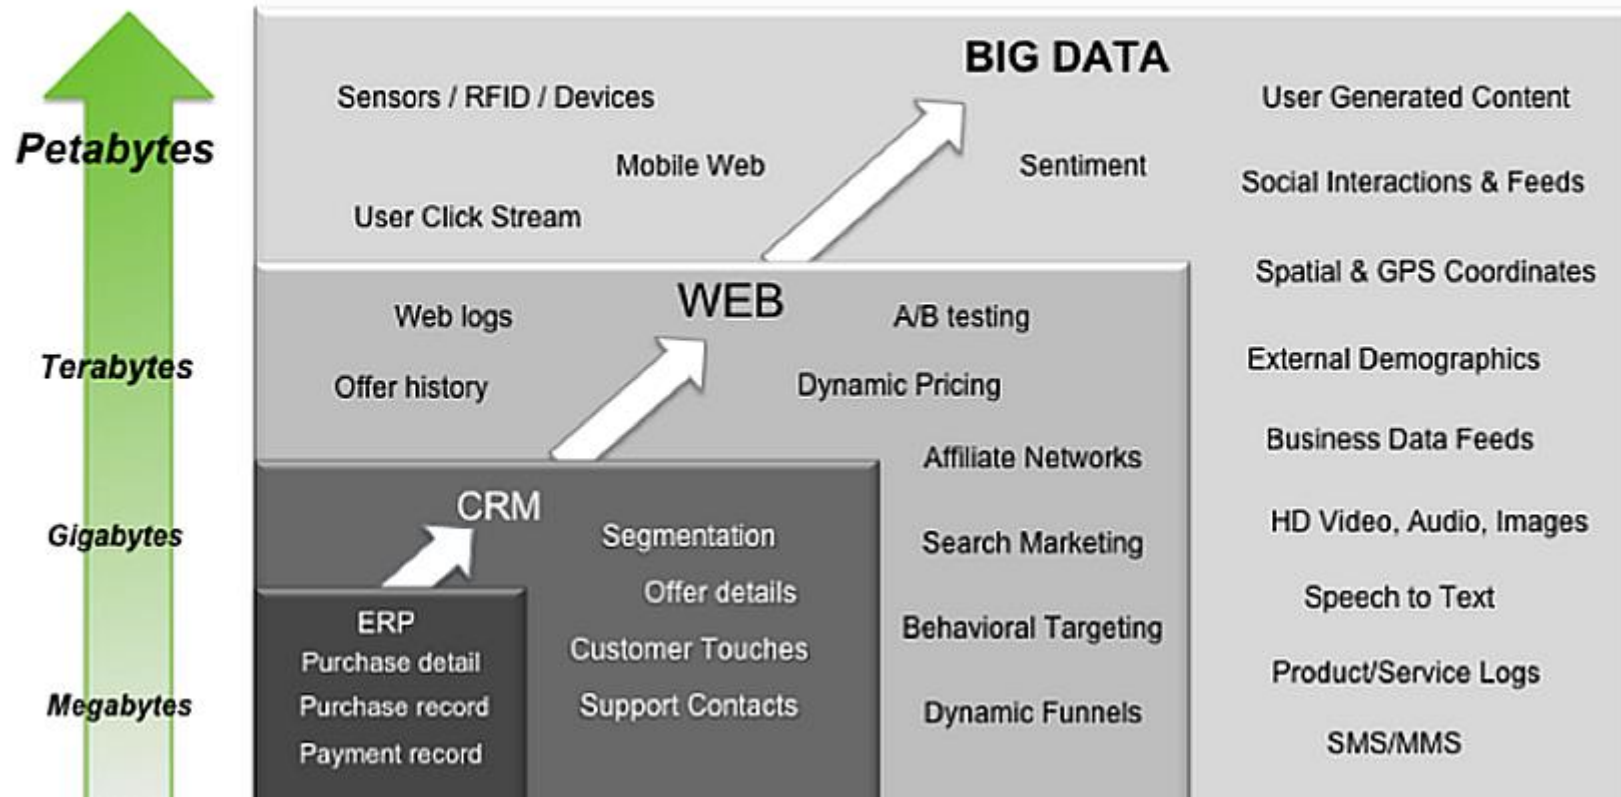 BIG DATA
Sensors / RFID / Devices
User Generated Content
Petabytes
Mobile Web
Sentiment
Social Interactions & Feeds
User Click Stream
Spatial & GPS Coordinates
WEB
Web logs
A/B testing
Terabytes
External Demographics
Offer history
Dynamic Pricing
Business Data Feeds
Affiliate Networks
CRM
HD Video, Audio, Images
Gigabytes
Segmentation
Search Marketing
Offer details
Speech to Text
ERP
Behavioral Targeting
Customer Touches
Purchase detail
Product/Service Logs
Megabytes
Purchase record
Support Contacts
Dynamic Funnels
SMS/MMS
Payment record